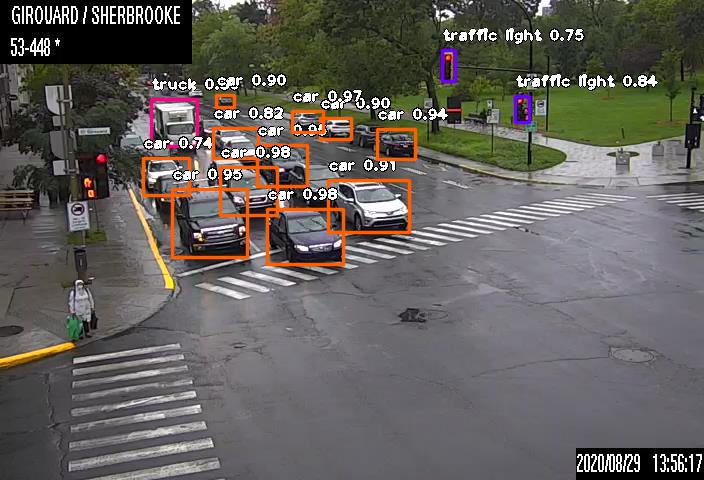 GIROUARD / SHERBROOKE
53-448 *
traffic light 0.75
traffic light 0.84
truck
car 0.90
car 0.97
car 0.90
car 0.82
car 0.94
car
car 0.74
car 0.98
car 0.91
car 0.95
car 0.98
2020/08/29 13:56:17